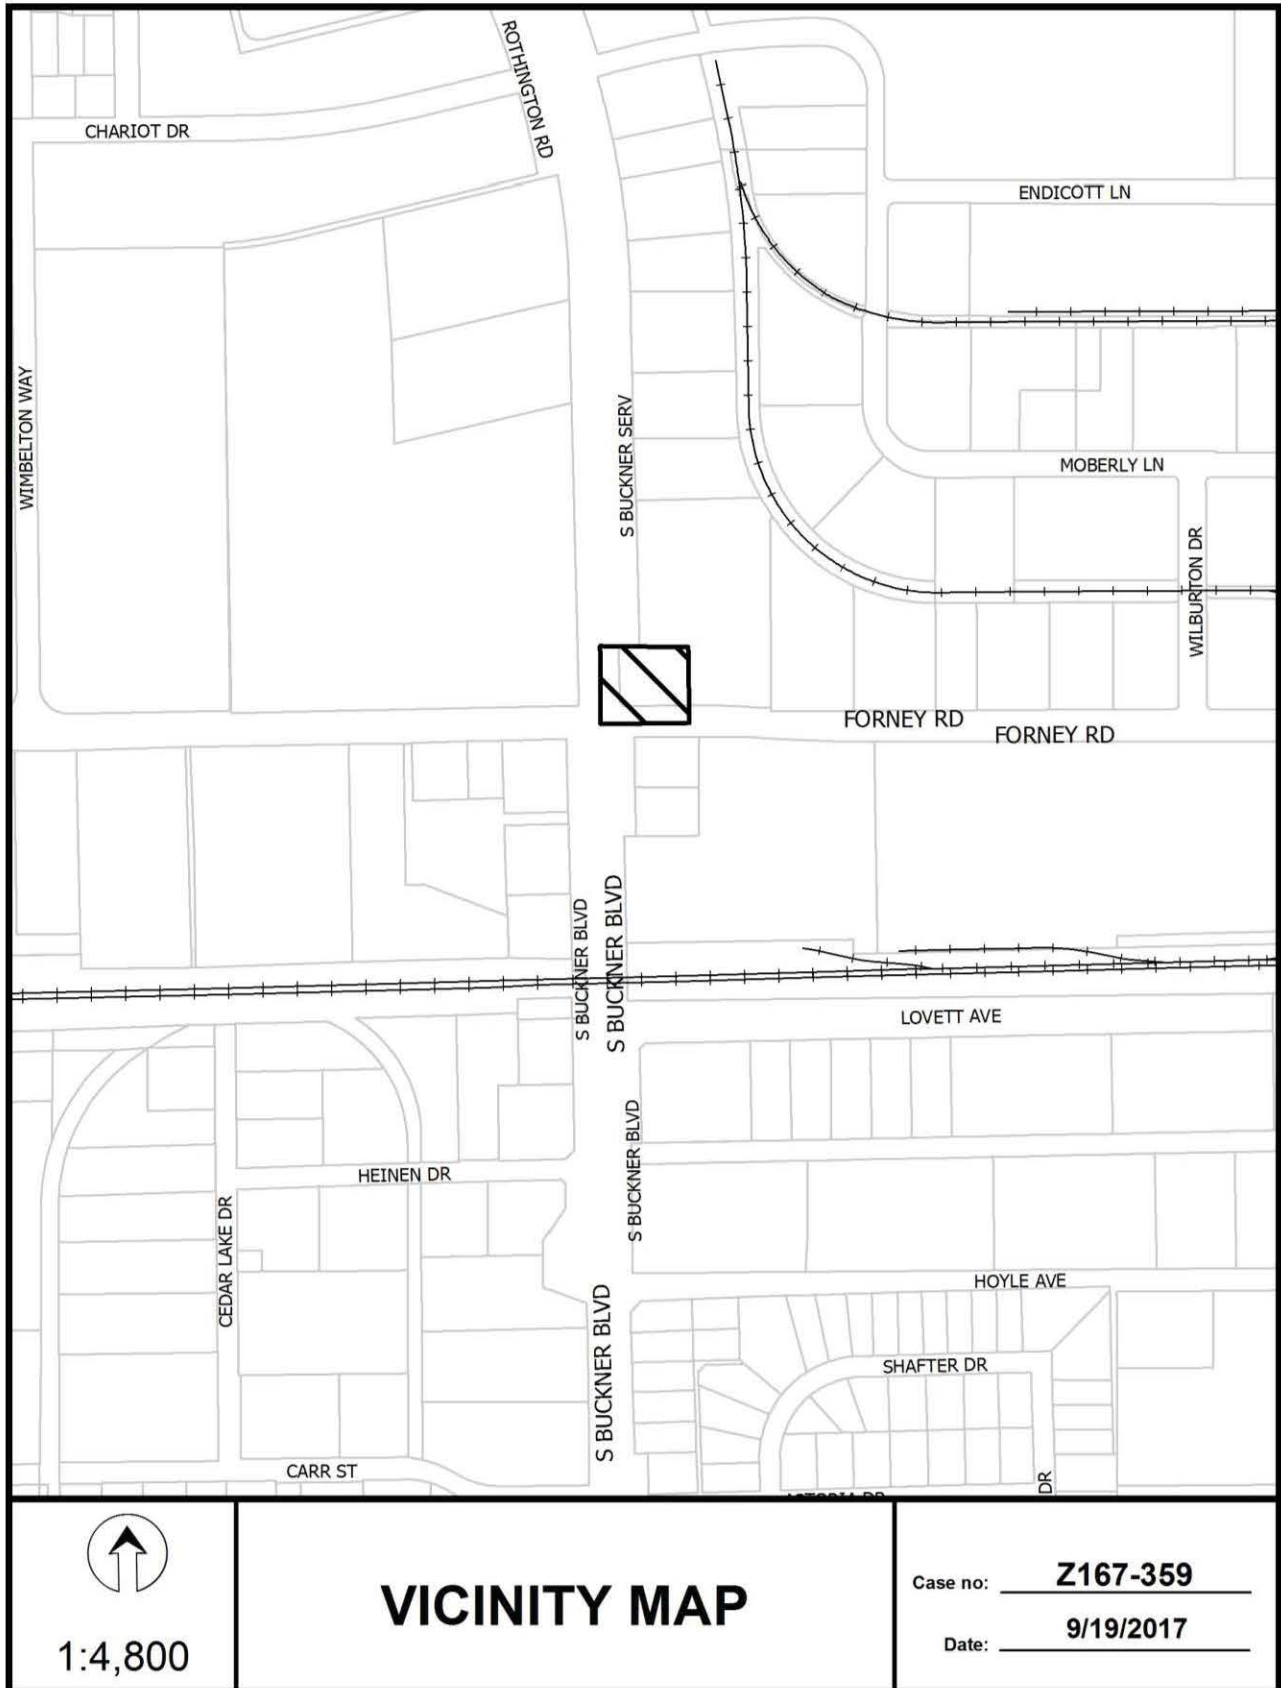 ROTHINGTON RD
CHARIOT DR
ENDICOTT LN
WIMBELTON WAY
S BUCKNER SERV
MOBERLY LN
WILBURTON DR
FORNEY RD
FORNEY RD
S BUCKNER BLVD
S BUCKNER BLVD
LOVETT AVE
S BUCKNER BLVD
HEINEN DR
CEDAR LAKE DR
HOYLE AVE
S BUCKNER BLVD
SHAFTER DR
CARR ST
DR
1:4,800
VICINITY MAP
Case no: Z167-359
Date: 9/19/2017